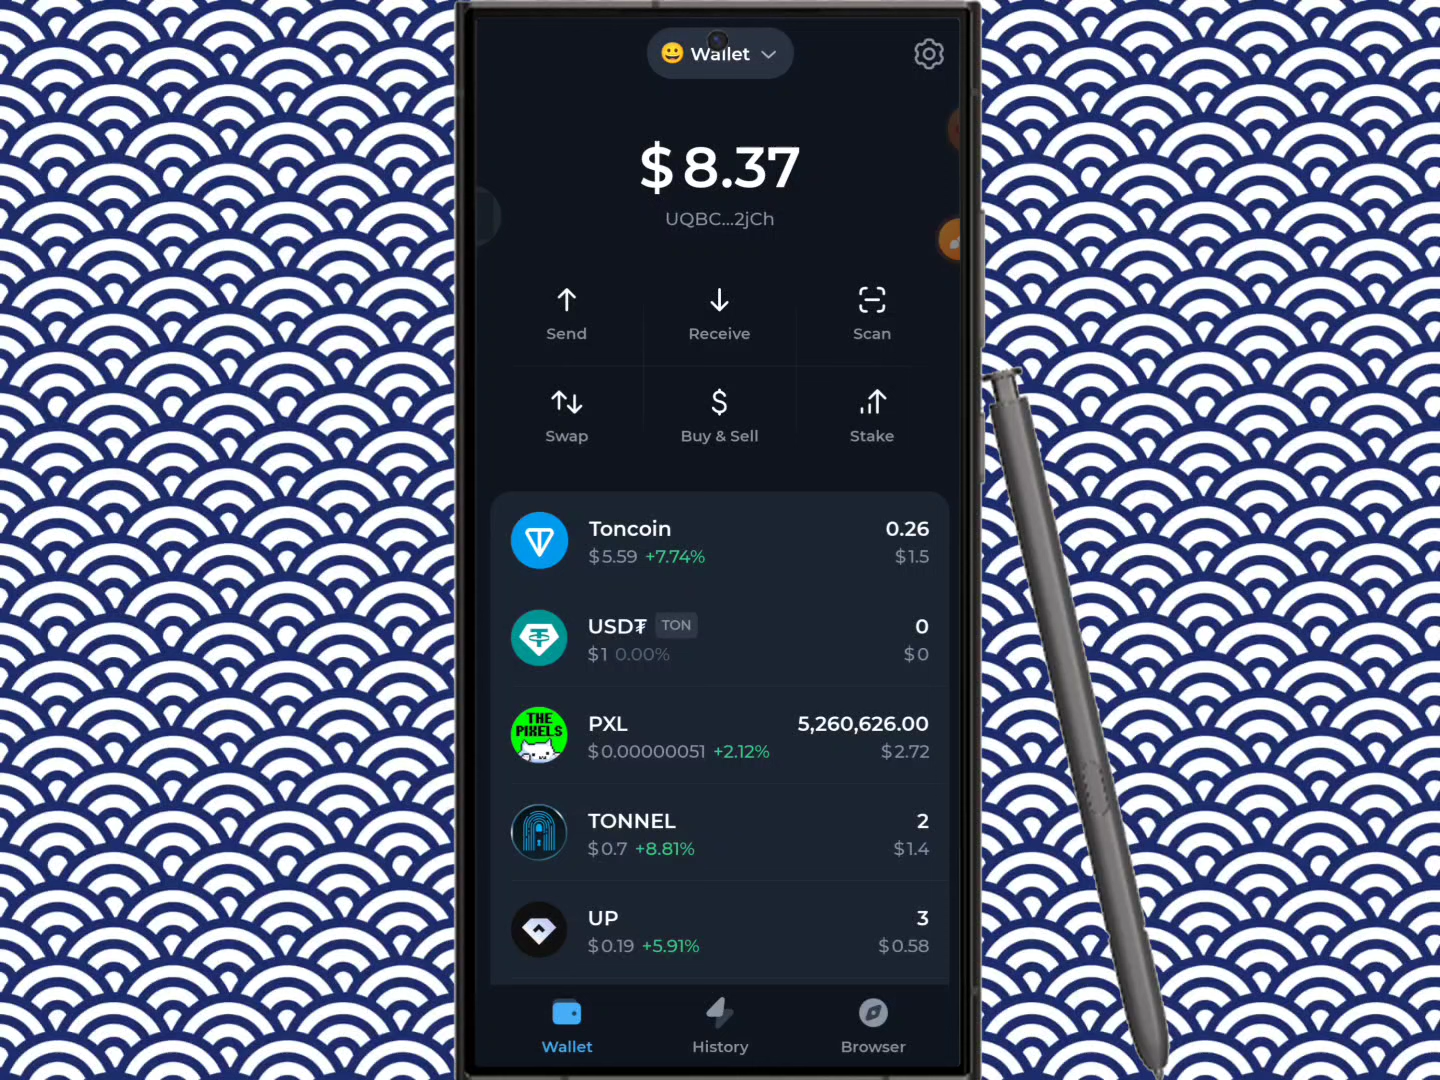 😀 Wallet
$8.37
UQBC...2jCh
Send
Receive
Scan
Swap
Buy & Sell
Stake
Toncoin
0.26
$5.59 +7.74%
$1.5
USD₮ TON
0
$1 0.00%
$0
THE
PIXELS
PXL
5,260,626.00
$0.00000051 +2.12%
$2.72
TONNEL
2
$0.7 +8.81%
$1.4
UP
3
$0.19 +5.91%
$0.58
Wallet
History
Browser